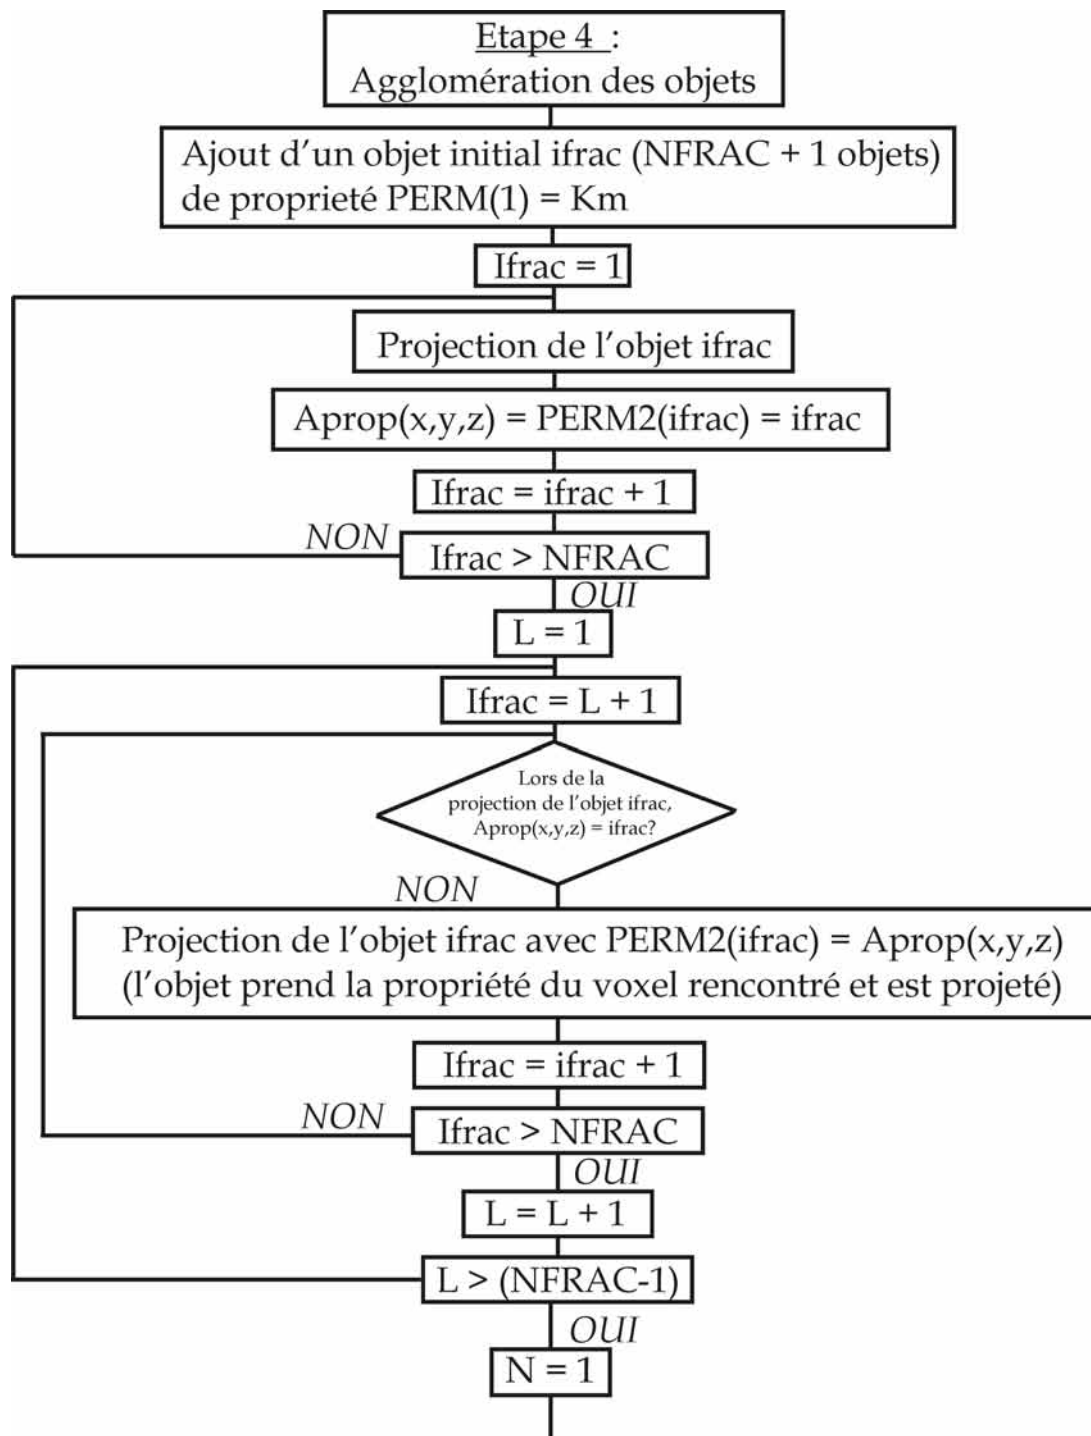 Etape 4 :
Agglomération des objets
Ajout d'un objet initial ifrac (NFRAC + 1 objets)
de proprieté PERM(1) = Km
Ifrac = 1
Projection de l'objet ifrac
Aprop(x,y,z) = PERM2(ifrac) = ifrac
Ifrac = ifrac + 1
NON
Ifrac > NFRAC
OUI
L = 1
Ifrac = L + 1
Lors de la
projection de l'objet ifrac,
Aprop(x,y,z) = ifrac?
NON
Projection de l'objet ifrac avec PERM2(ifrac) = Aprop(x,y,z)
(l'objet prend la propriété du voxel rencontré et est projeté)
Ifrac = ifrac + 1
NON
Ifrac > NFRAC
OUI
L = L + 1
L > (NFRAC-1)
OUI
N = 1